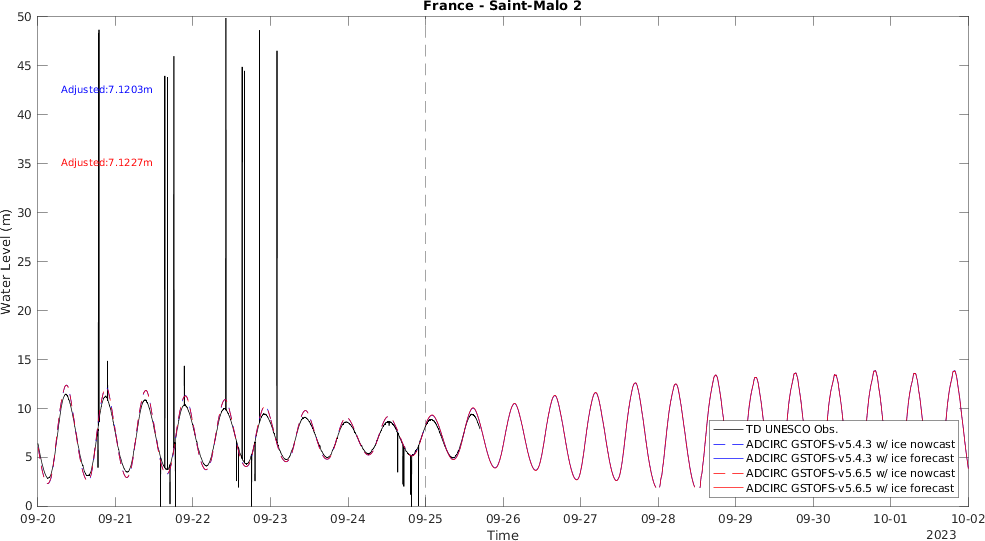 France - Saint-Malo 2
50
45
40
35
30
25
20
15
10
5
0
Water Level (m)
Adjusted:7.1203m
Adjusted:7.1227m
TD UNESCO Obs.
ADCIRC GSTOFS-v5.4.3 w/ ice nowcast
ADCIRC GSTOFS-v5.4.3 w/ ice forecast
ADCIRC GSTOFS-v5.6.5 w/ ice nowcast
ADCIRC GSTOFS-v5.6.5 w/ ice forecast
09-20 09-21 09-22 09-23 09-24 09-25 09-26 09-27 09-28 09-29 09-30 10-01 10-02
Time
2023